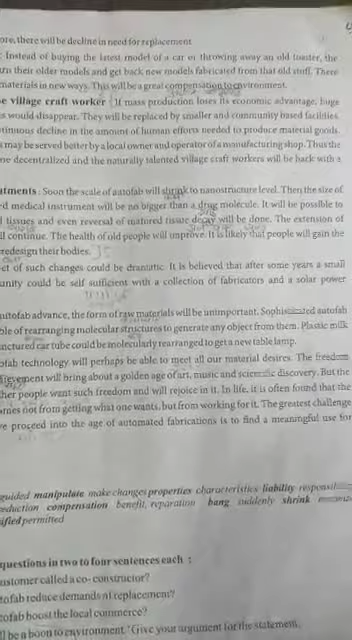 ore, there will be decline in need for replacement
: Instead of buying the latest model of a car or throwing away an old toaster, the
urn their older models and get back new models fabricated from that old stuff. There
materials in new ways. This will be a great compensation to environment.
e village craft worker : If mass production loses its economic advantage, huge
s would disappear. They will be replaced by smaller and community based facilities.
tinuous decline in the amount of human efforts needed to produce material goods.
s may be served better by a local owner and operator of a manufacturing shop. Thus the
me decentralized and the naturally talented village craft workers will be back with a
atments : Soon the scale of autofab will shrink to nanostructure level. Then the size of
ed medical instrument will be no bigger than a drug molecule. It will be possible to
l tissues and even reversal of matured tissue decay will be done. The extension of
ll continue. The health of old people will improve. It is likely that people will gain the
redesign their bodies.
et of such changes could be dramatic. It is believed that after some years a small
unity could be self sufficient with a collection of fabricators and a solar power
autofab advance, the form of raw materials will be unimportant. Sophisticated autofab
ble of rearranging molecular structures to generate any object from them. Plastic milk
nctured car tube could be molecularly rearranged to get a new table lamp.
ofab technology will perhaps be able to meet all our material desires. The freedom
hievement will bring about a golden age of art, music and scientific discovery. But the
her people want such freedom and will rejoice in it. In life, it is often found that the
omes not from getting what one wants, but from working for it. The greatest challenge
ve proceed into the age of automated fabrications is to find a meaningful use for
guided manipulate make changes properties characteristics liability
reduction compensation benefit, reparation bang suddenly shrink
ified permitted
questions in two to four sentences each :
ustomer called a co- constructor?
tofab reduce demands of replacement?
tofab boost the local commerce?
ll be a boon to environment.' Give your argument for the statement.